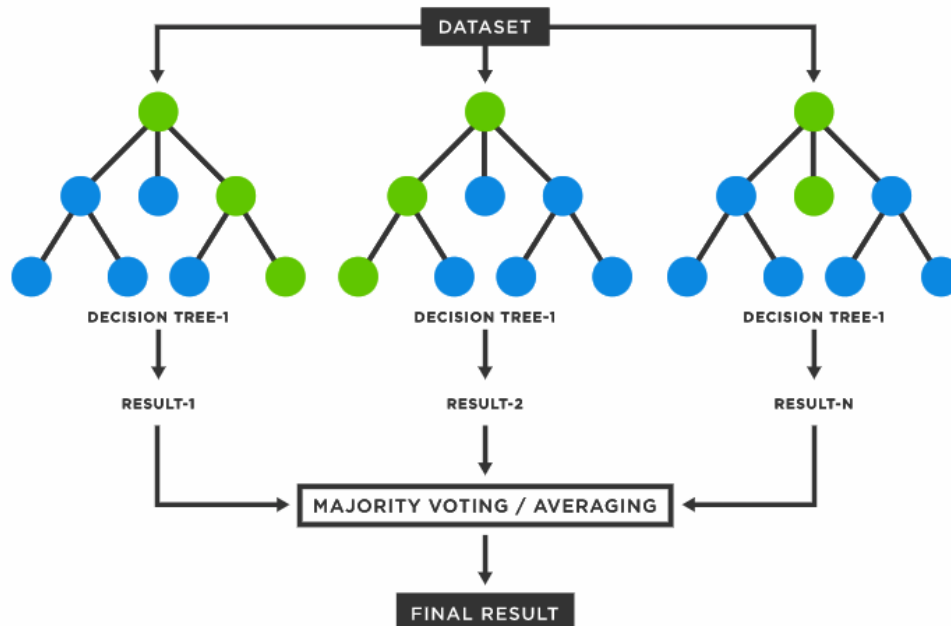 DATASET
DECISION TREE-1
DECISION TREE-1
DECISION TREE-1
RESULT-1
RESULT-2
RESULT-N
MAJORITY VOTING / AVERAGING
FINAL RESULT